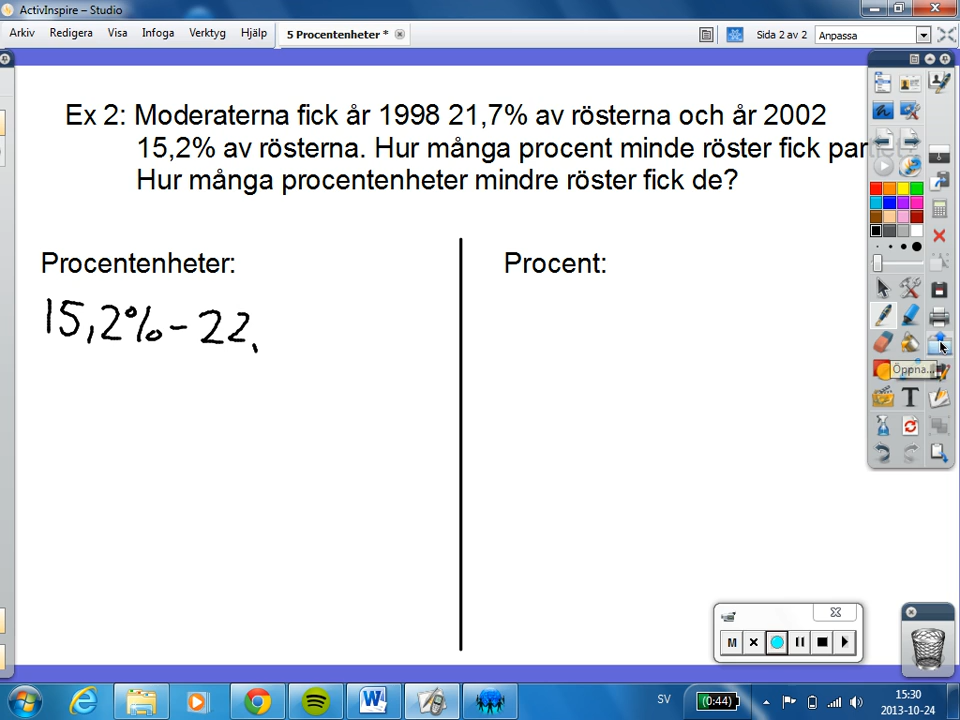 ActivInspire – Studio
Arkiv Redigera Visa Infoga Verktyg Hjälp 5 Procentenheter * Sida 2 av 2 Anpassa
Ex 2: Moderaterna fick år 1998 21,7% av rösterna och år 2002
15,2% av rösterna. Hur många procent minde röster fick partiet?
Hur många procentenheter mindre röster fick de?
Procentenheter: Procent:
15,2% – 22,
Öppna...
T
M
SV (0:44) 15:30
2013-10-24